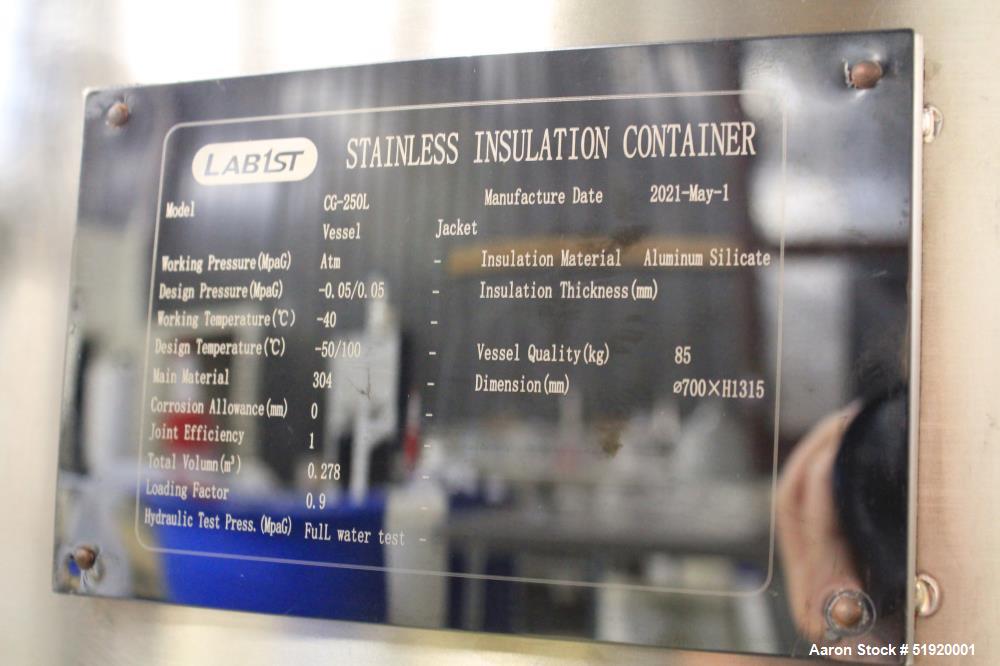 LAB1ST STAINLESS INSULATION CONTAINER
Model CG-250L Manufacture Date 2021-May-1
Vessel Jacket
Working Pressure(MpaG) Atm - Insulation Material Aluminum Silicate
Design Pressure(MpaG) -0.05/0.05 - Insulation Thickness(mm)
Working Temperature(℃) -40 -
Design Temperature(℃) -50/100 - Vessel Quality(kg) 85
Main Material 304 - Dimension(mm) ⌀700×H1315
Corrosion Allowance(mm) 0 -
Joint Efficiency 1 -
Total Volumn(m³) 0.278 -
Loading Factor 0.9 -
Hydraulic Test Press.(MpaG) Full water test -
Aaron Stock # 51920001